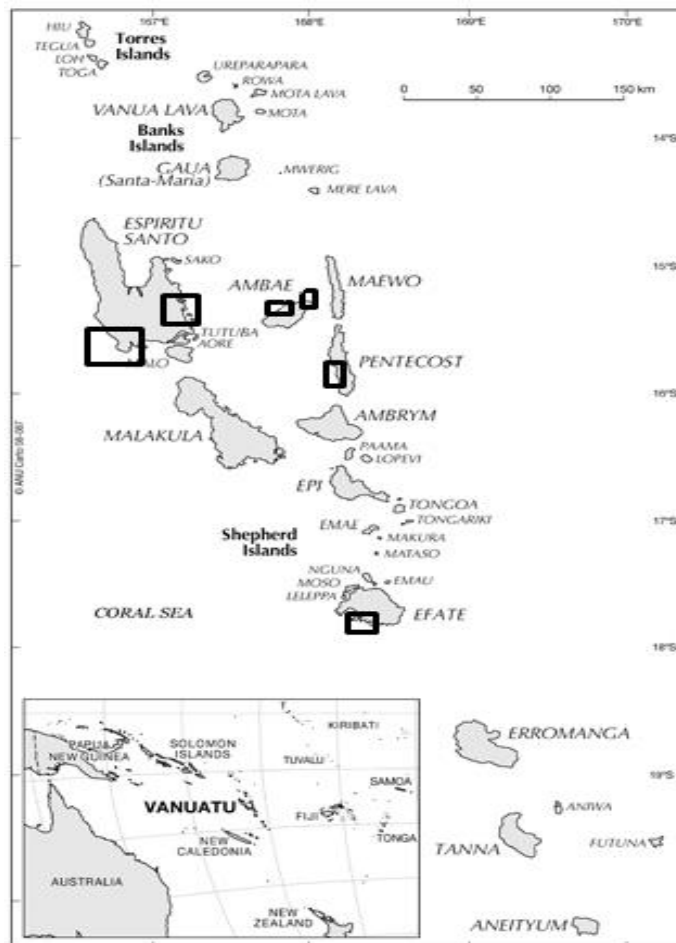 167°E
168°E
169°E
170°E
HIU
TEGUA
LOH
TOGA
Torres
Islands
UREPARAPARA
ROWA
MOTA LAVA
VANUA LAVA
MOTA
Banks
Islands
GAUA
(Santa-Maria)
MWERIG
MERE LAVA
0 50 100 150 km
14°S
ESPIRITU
SANTO
SAKO
AMBAE
MAEWO
15°S
TUTUBA
AORE
PENTECOST
16°S
MALAKULA
AMBRYM
PAAMA
LOPEVI
EPI
TONGOA
TONGARIKI
EMAE
17°S
Shepherd
Islands
MAKURA
MATASO
NGUNA
MOSO
LELEPPA
EMAU
EFATE
CORAL SEA
18°S
ERROMANGA
19°S
ANIWA
TANNA
FUTUNA
ANEITYUM
PAPUA
NEW GUINEA
SOLOMON
ISLANDS
KIRIBATI
TUVALU
SAMOA
VANUATU
FIJI
TONGA
NEW
CALEDONIA
AUSTRALIA
NEW
ZEALAND